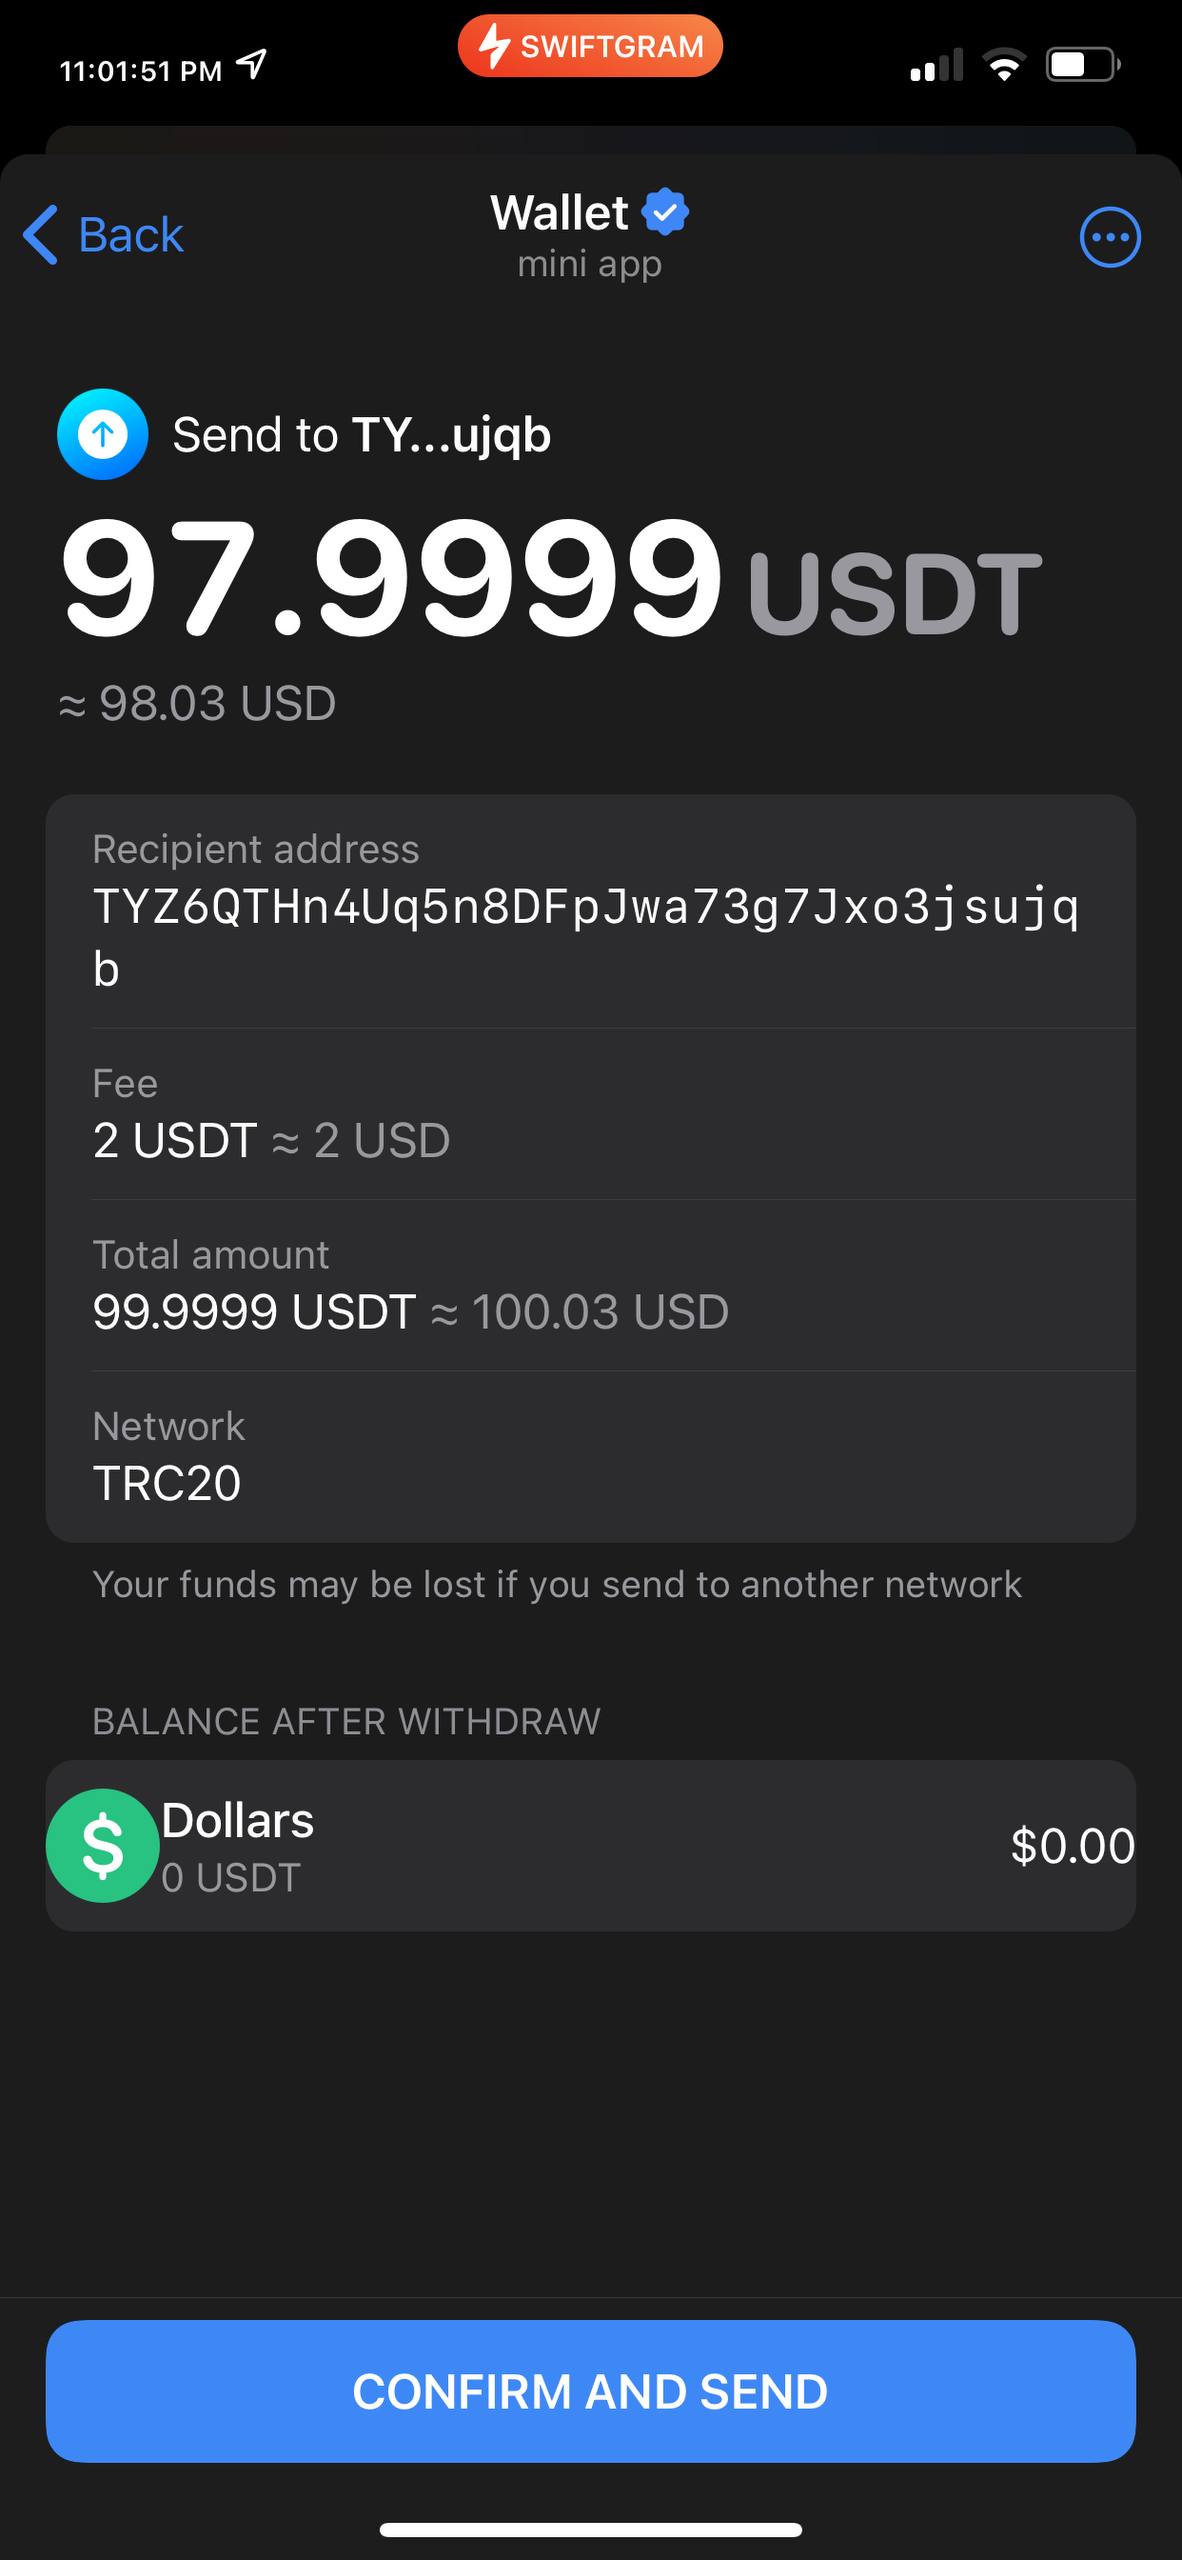 11:01:51 PM
SWIFTGRAM
Back
Wallet
mini app
Send to TY...ujqb
97.9999 USDT
≈ 98.03 USD
Recipient address
TYZ6QTHn4Uq5n8DFpJwa73g7Jxo3jsujq
b
Fee
2 USDT ≈ 2 USD
Total amount
99.9999 USDT ≈ 100.03 USD
Network
TRC20
Your funds may be lost if you send to another network
BALANCE AFTER WITHDRAW
Dollars
0 USDT
$0.00
CONFIRM AND SEND